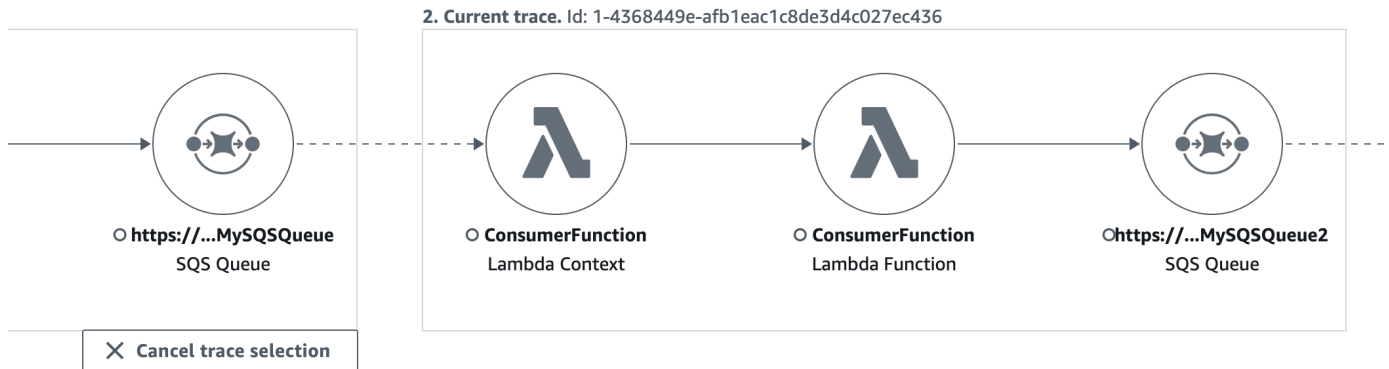 2. Current trace. Id: 1-4368449e-afb1eac1c8de3d4c027ec436
https://...MySQSQueue
SQS Queue
ConsumerFunction
Lambda Context
ConsumerFunction
Lambda Function
https://...MySQSQueue2
SQS Queue
Cancel trace selection